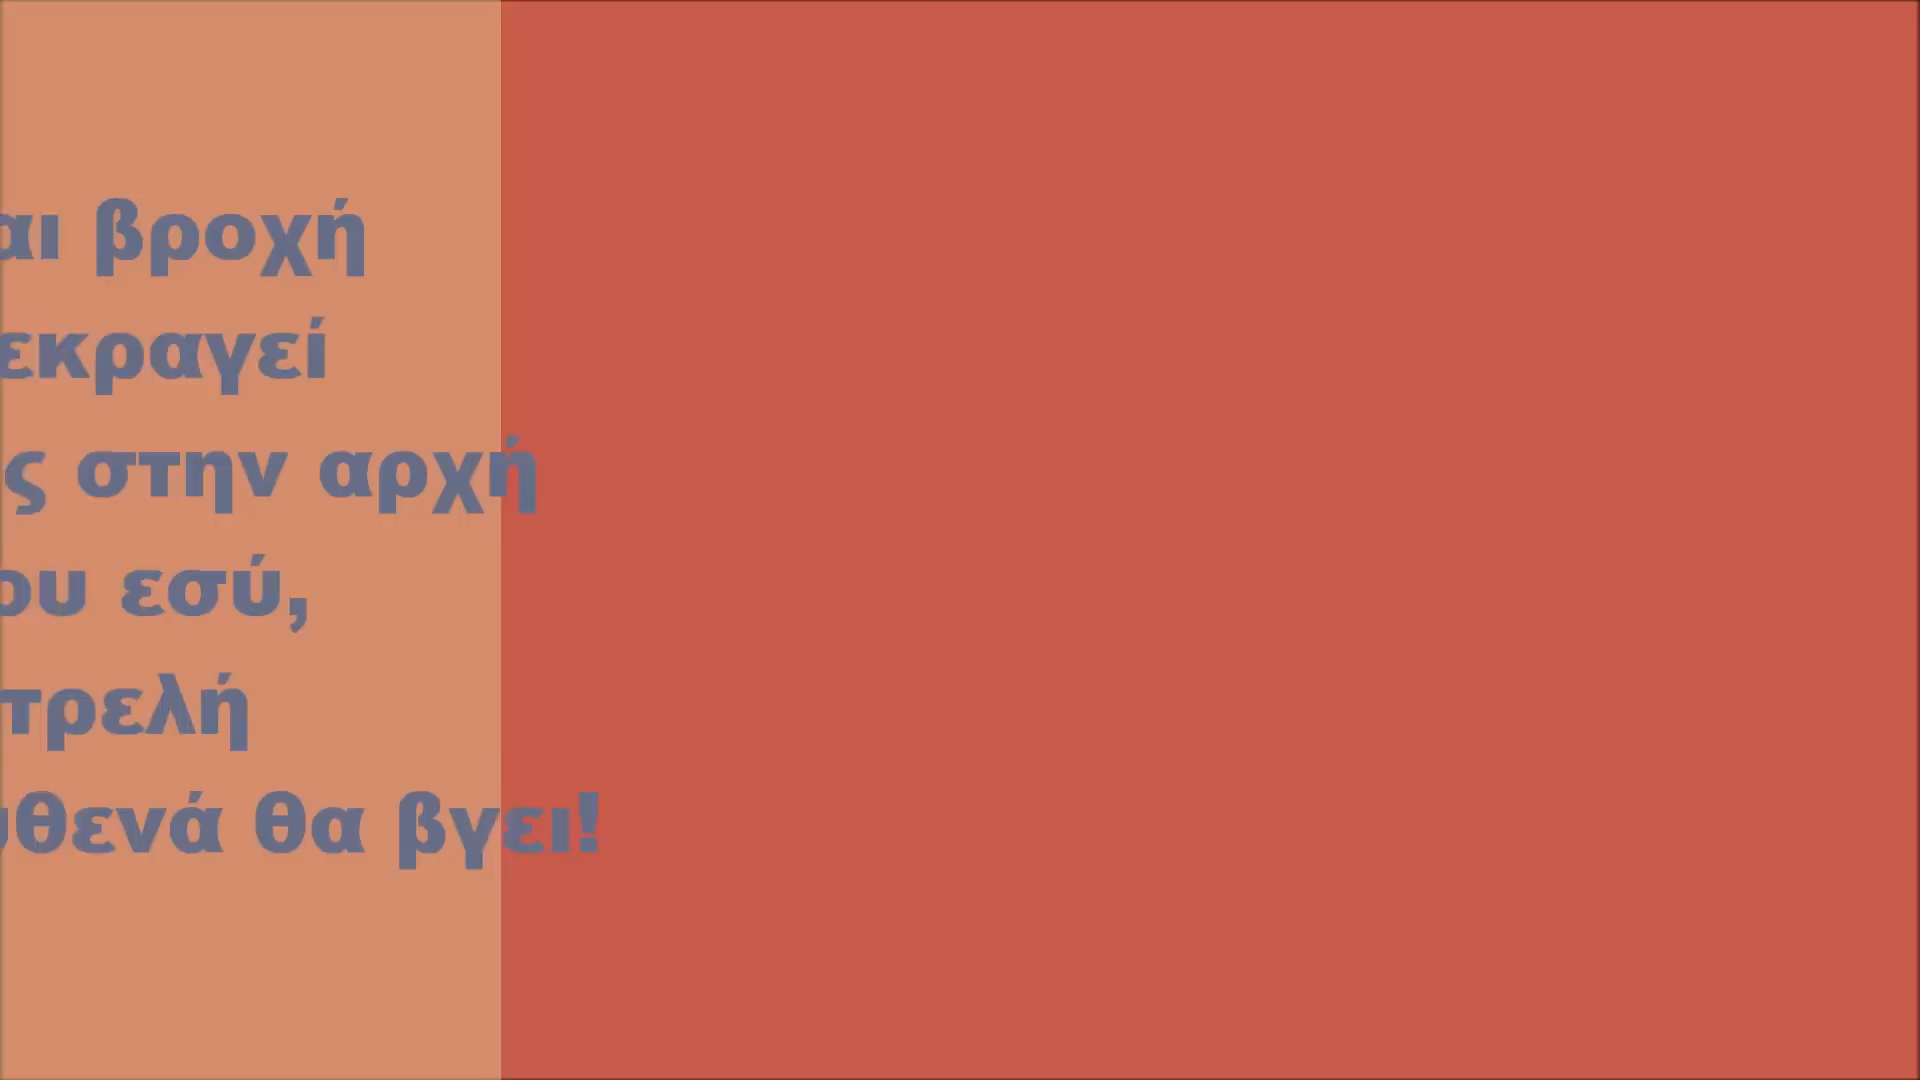 αι βροχή
εκραγεί
ς στην αρχή
ου εσύ,
τρελή
υθενά θα βγει!